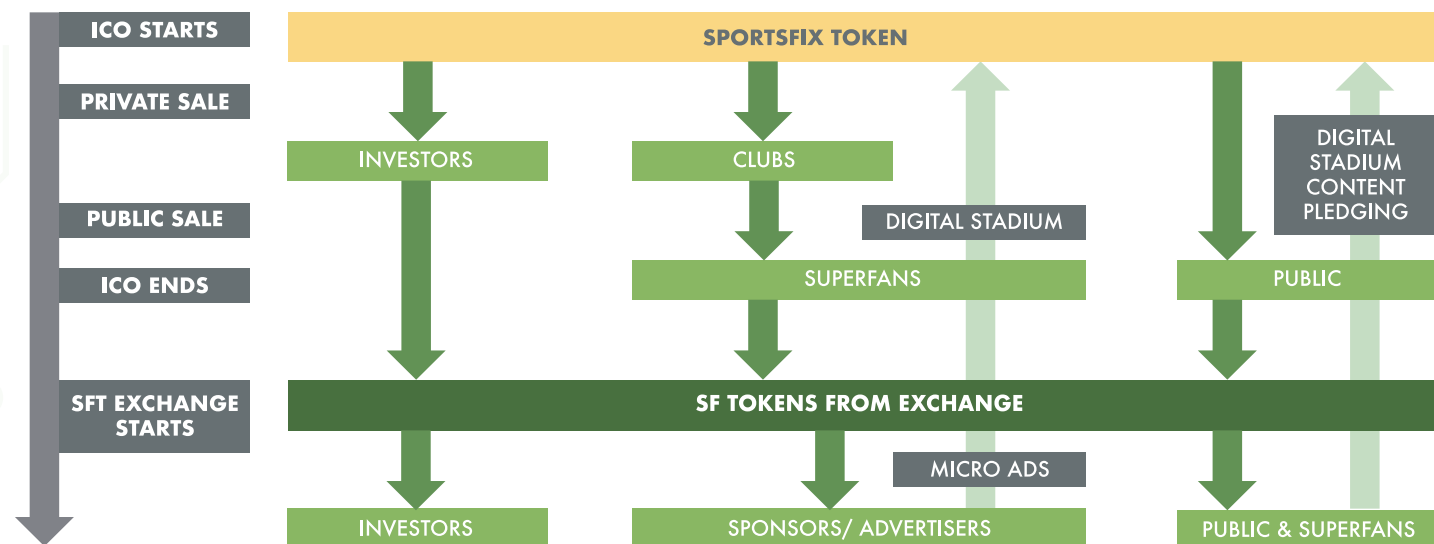 ICO STARTS
SPORTSFIX TOKEN
PRIVATE SALE
INVESTORS
CLUBS
DIGITAL
STADIUM
CONTENT
PLEDGING
PUBLIC SALE
DIGITAL STADIUM
ICO ENDS
SUPERFANS
PUBLIC
SFT EXCHANGE
STARTS
SF TOKENS FROM EXCHANGE
MICRO ADS
INVESTORS
SPONSORS/ ADVERTISERS
PUBLIC & SUPERFANS